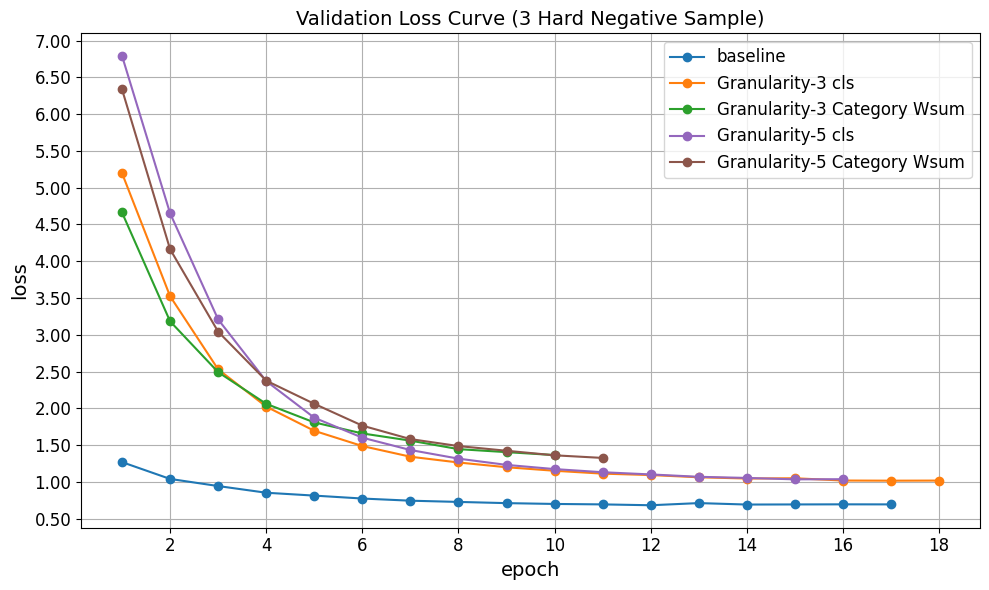 Validation Loss Curve (3 Hard Negative Sample)
7.00
6.50
6.00
5.50
5.00
4.50
4.00
3.50
3.00
2.50
2.00
1.50
1.00
0.50
loss
baseline
Granularity-3 cls
Granularity-3 Category Wsum
Granularity-5 cls
Granularity-5 Category Wsum
2 4 6 8 10 12 14 16 18
epoch